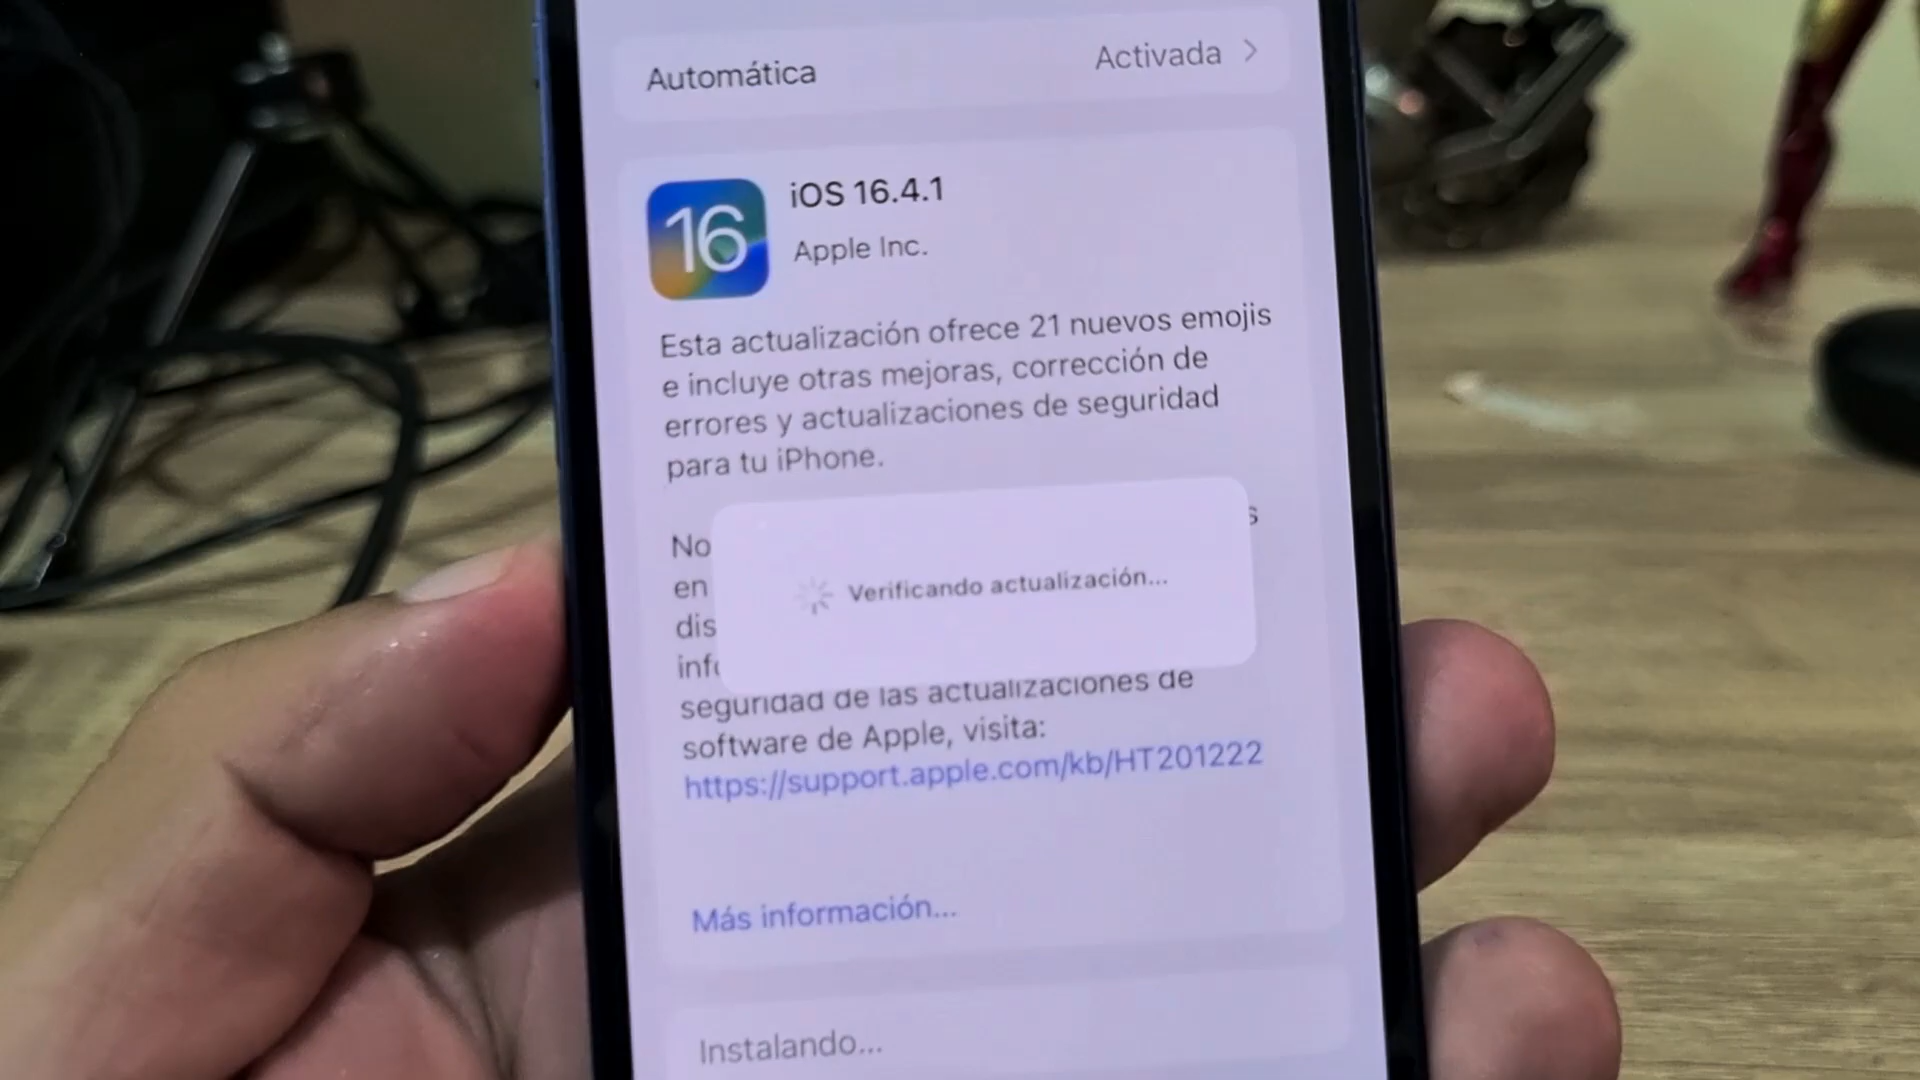 Automática
Activada
16
iOS 16.4.1
Apple Inc.
Esta actualización ofrece 21 nuevos emojis
e incluye otras mejoras, corrección de
errores y actualizaciones de seguridad
para tu iPhone.
No
en
Verificando actualización...
seguridad de las actualizaciones de
software de Apple, visita:
https://support.apple.com/kb/HT201222
Más información...
Instalando...